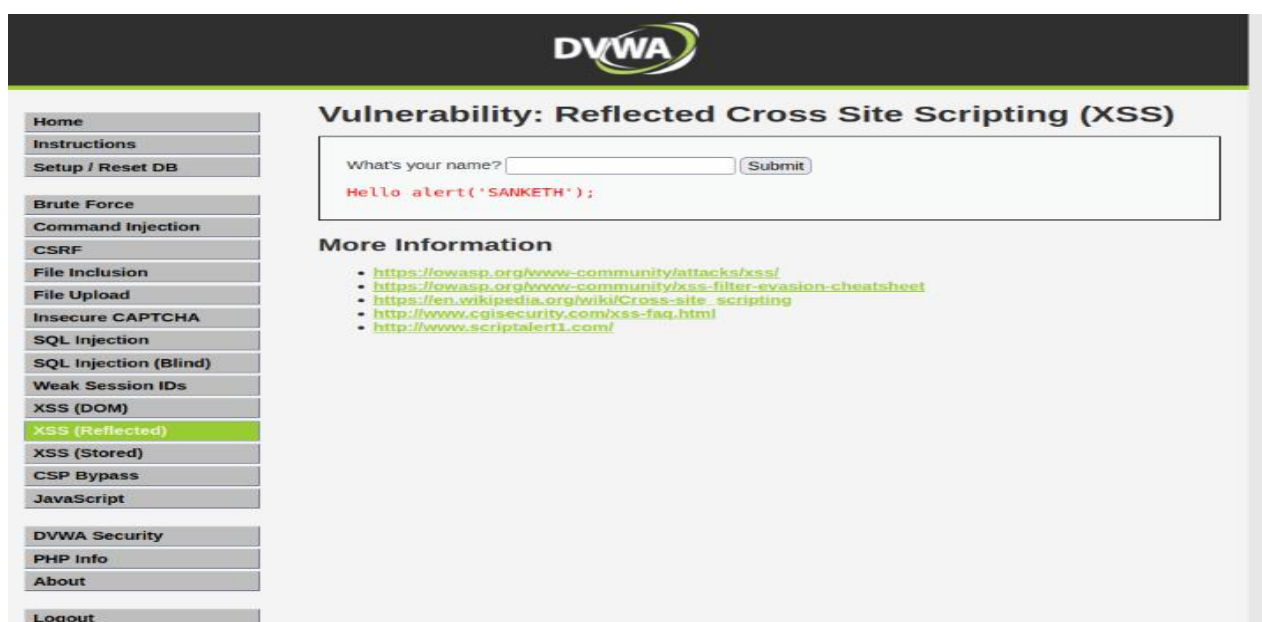 DVWA
Home
Instructions
Setup / Reset DB
Brute Force
Command Injection
CSRF
File Inclusion
File Upload
Insecure CAPTCHA
SQL Injection
SQL Injection (Blind)
Weak Session IDs
XSS (DOM)
XSS (Reflected)
XSS (Stored)
CSP Bypass
JavaScript
DVWA Security
PHP Info
About
Logout
Vulnerability: Reflected Cross Site Scripting (XSS)
What's your name? Submit
Hello alert('SANKETH');
More Information
• https://owasp.org/www-community/attacks/xss/
• https://owasp.org/www-community/xss-filter-evasion-cheatsheet
• https://en.wikipedia.org/wiki/Cross-site_scripting
• http://www.cgisecurity.com/xss-faq.html
• http://www.scriptalert1.com/